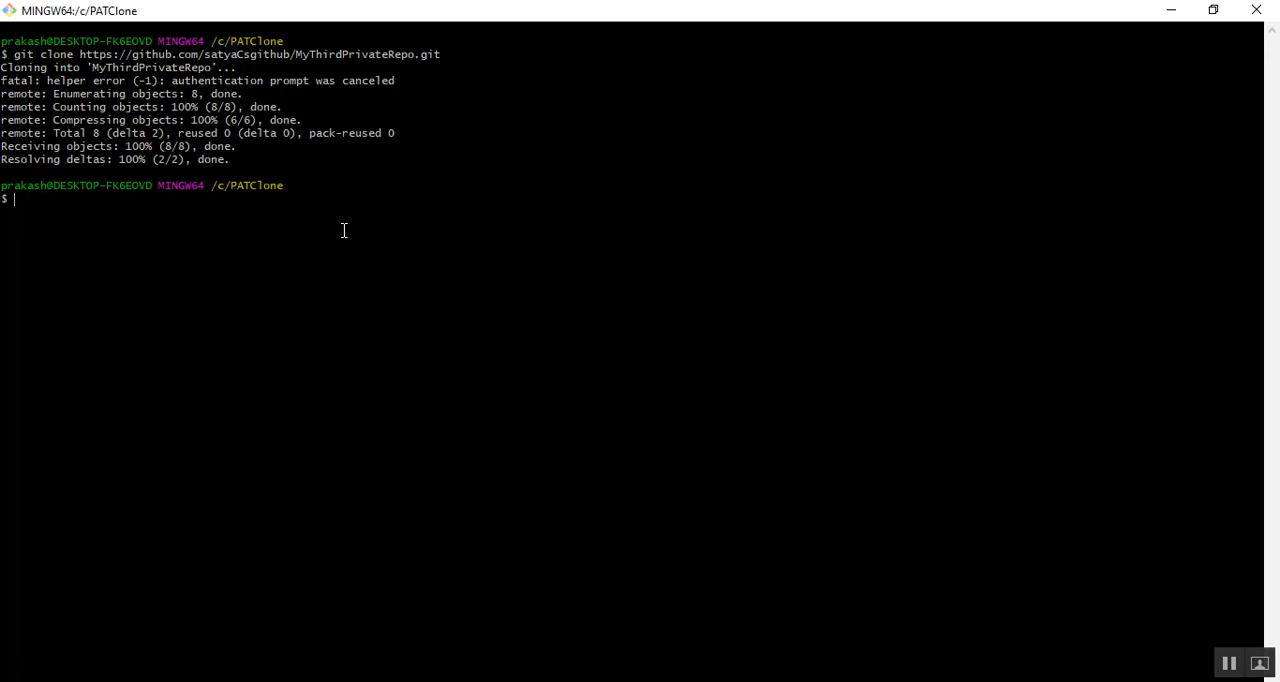 MINGW64:/c/PATClone
prakash@DESKTOP-FK6EOVD MINGW64 /c/PATClone
$ git clone https://github.com/satyaCsgithub/MyThirdPrivateRepo.git
Cloning into 'MyThirdPrivateRepo'...
fatal: helper error (-1): authentication prompt was canceled
remote: Enumerating objects: 8, done.
remote: Counting objects: 100% (8/8), done.
remote: Compressing objects: 100% (6/6), done.
remote: Total 8 (delta 2), reused 0 (delta 0), pack-reused 0
Receiving objects: 100% (8/8), done.
Resolving deltas: 100% (2/2), done.
prakash@DESKTOP-FK6EOVD MINGW64 /c/PATClone
$